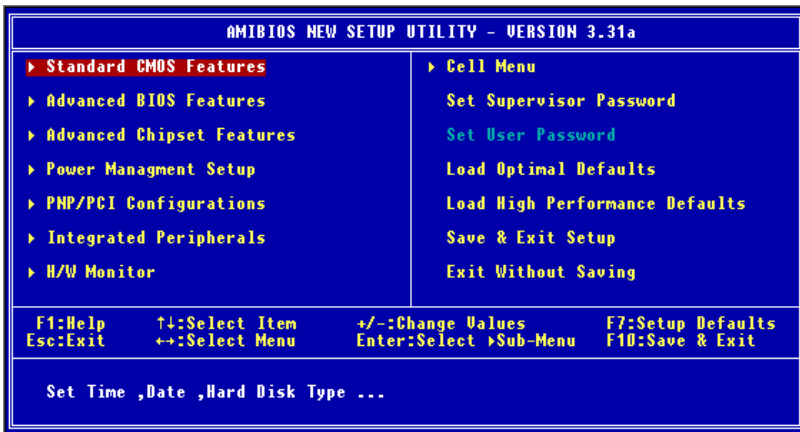 AMIBIOS NEW SETUP UTILITY - VERSION 3.31a
▸ Standard CMOS Features
▸ Advanced BIOS Features
▸ Advanced Chipset Features
▸ Power Managment Setup
▸ PNP/PCI Configurations
▸ Integrated Peripherals
▸ H/W Monitor
▸ Cell Menu
Set Supervisor Password
Set User Password
Load Optimal Defaults
Load High Performance Defaults
Save & Exit Setup
Exit Without Saving
F1:Help ↑↓:Select Item +/-:Change Values F7:Setup Defaults
Esc:Exit ←→:Select Menu Enter:Select ▸Sub-Menu F10:Save & Exit
Set Time ,Date ,Hard Disk Type ...